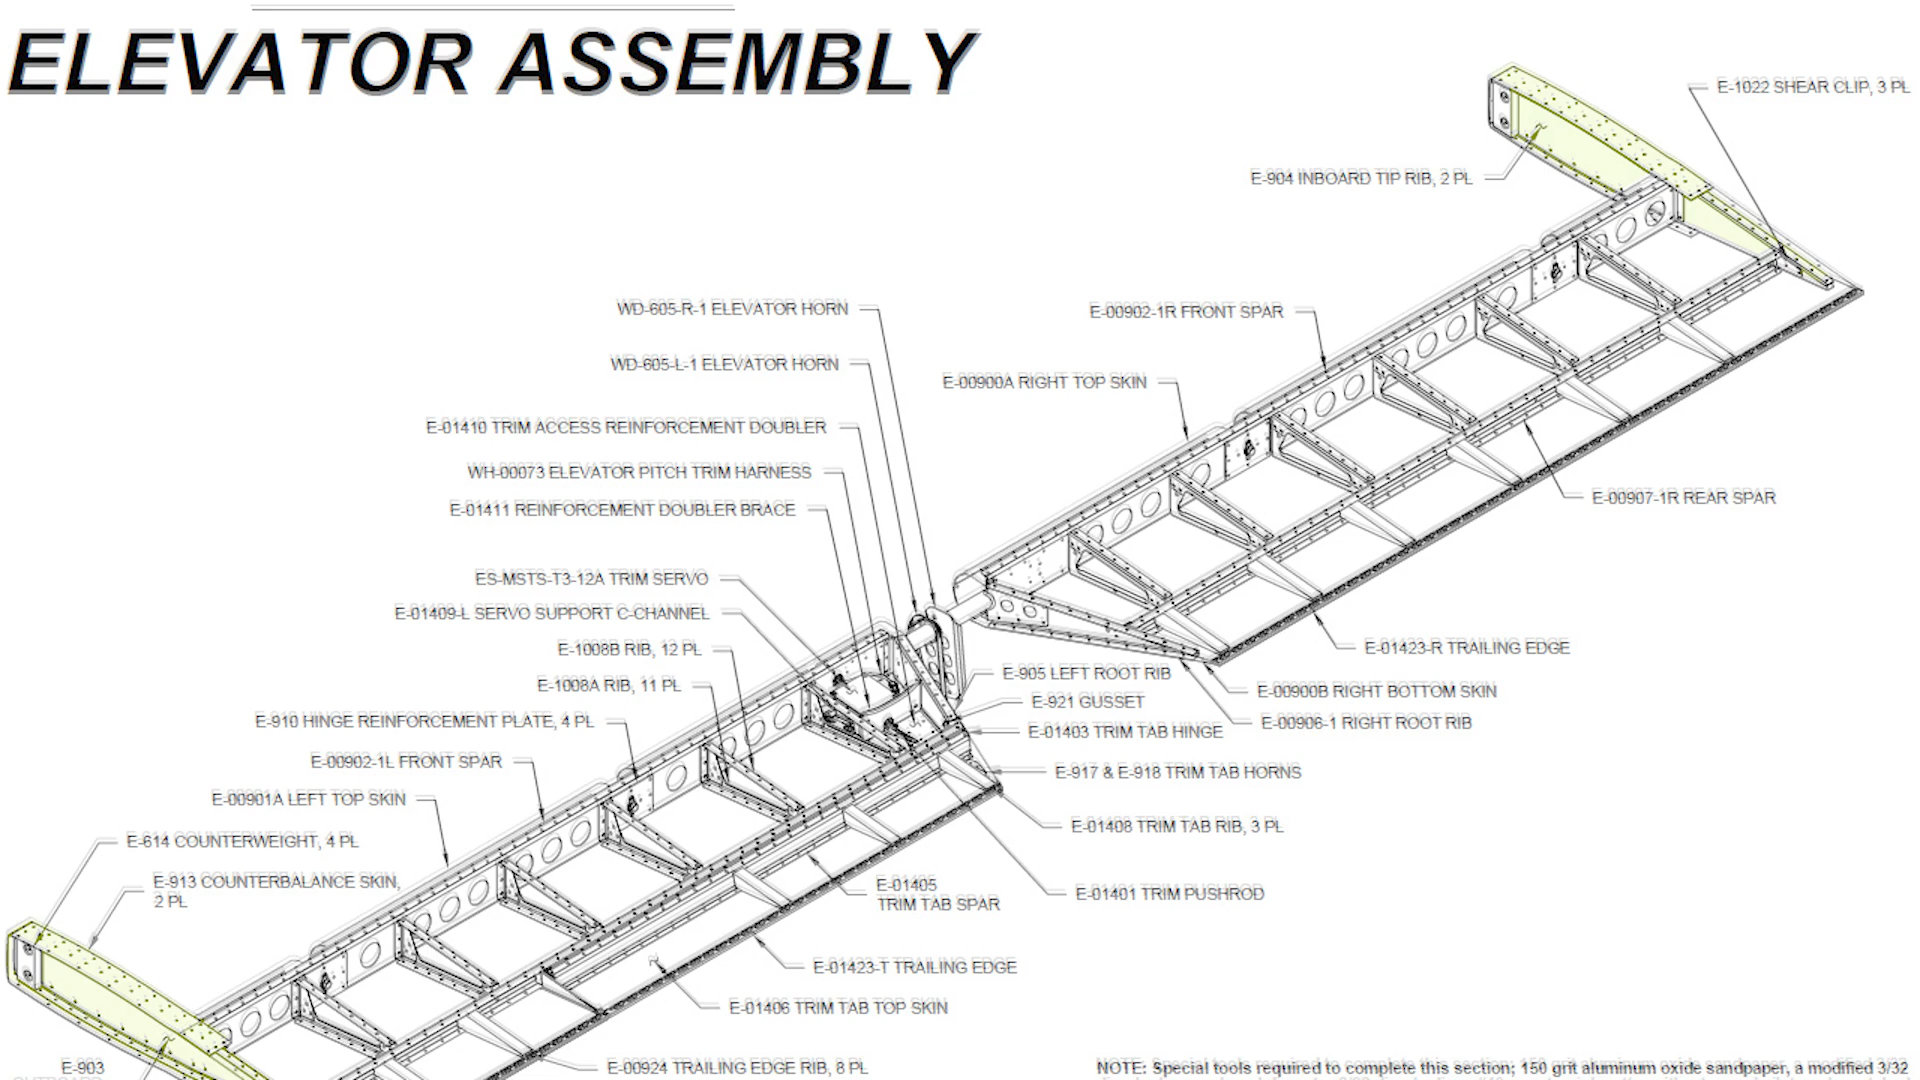 ELEVATOR ASSEMBLY
E-1022 SHEAR CLIP, 3 PL
E-904 INBOARD TIP RIB, 2 PL
WD-605-R-1 ELEVATOR HORN
E-00902-1R FRONT SPAR
WD-605-L-1 ELEVATOR HORN
E-00900A RIGHT TOP SKIN
E-01410 TRIM ACCESS REINFORCEMENT DOUBLER
WH-00073 ELEVATOR PITCH TRIM HARNESS
E-00907-1R REAR SPAR
E-01411 REINFORCEMENT DOUBLER BRACE
ES-MSTS-T3-12A TRIM SERVO
E-01409-L SERVO SUPPORT C-CHANNEL
E-1008B RIB, 12 PL
E-01423-R TRAILING EDGE
E-905 LEFT ROOT RIB
E-1008A RIB, 11 PL
E-00900B RIGHT BOTTOM SKIN
E-921 GUSSET
E-910 HINGE REINFORCEMENT PLATE, 4 PL
E-00906-1 RIGHT ROOT RIB
E-01403 TRIM TAB HINGE
E-00902-1L FRONT SPAR
E-917 & E-918 TRIM TAB HORNS
E-00901A LEFT TOP SKIN
E-01408 TRIM TAB RIB, 3 PL
E-614 COUNTERWEIGHT, 4 PL
E-913 COUNTERBALANCE SKIN,
2 PL
E-01405
TRIM TAB SPAR
E-01401 TRIM PUSHROD
E-01423-T TRAILING EDGE
E-01406 TRIM TAB TOP SKIN
E-903
E-00924 TRAILING EDGE RIB, 8 PL
NOTE: Special tools required to complete this section; 150 grit aluminum oxide sandpaper, a modified 3/32